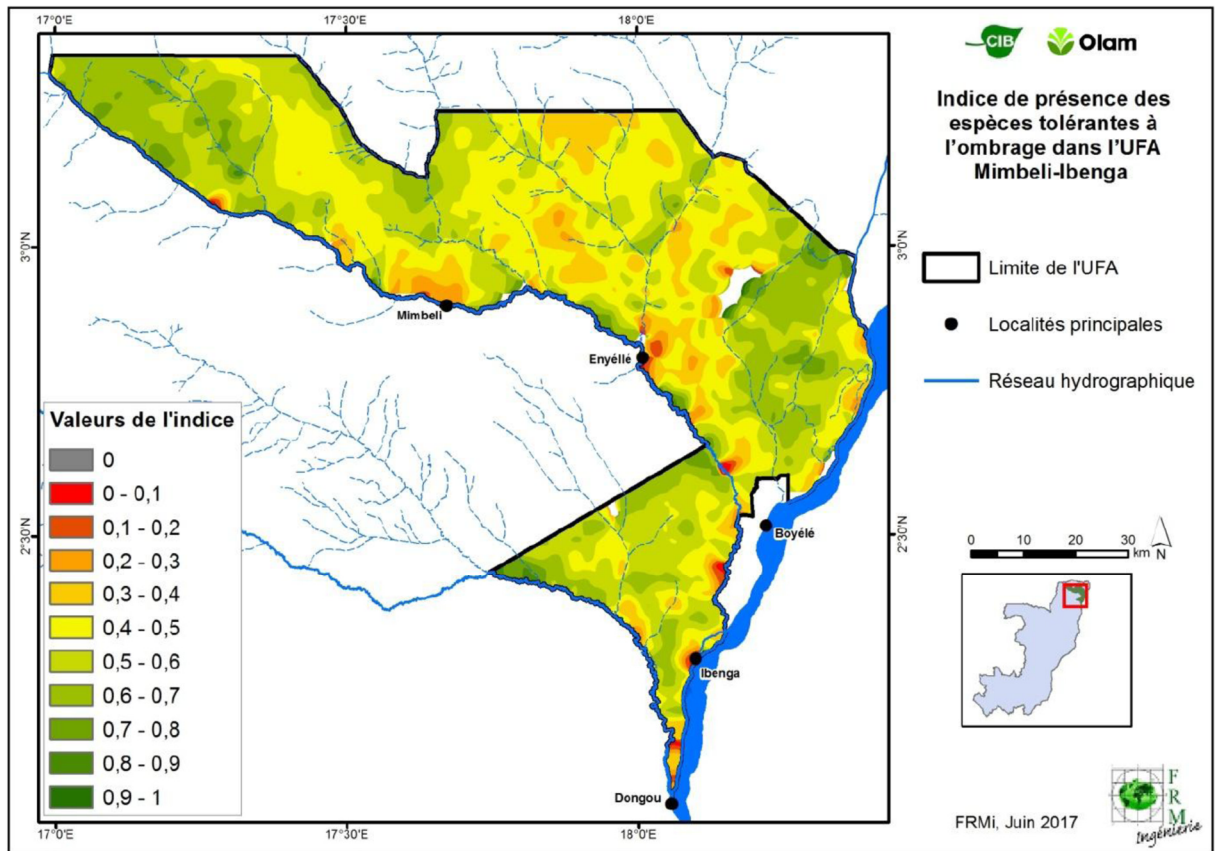 17°0'E
17°30'E
18°0'E
CIB
Olam
Indice de présence des
espèces tolérantes à
l'ombrage dans l'UFA
Mimbeli-Ibenga
3°0'N
3°0'N
Limite de l'UFA
Localités principales
Réseau hydrographique
Mimbeli
Enyéllé
Valeurs de l'indice
0
0 - 0,1
0,1 - 0,2
0,2 - 0,3
0,3 - 0,4
0,4 - 0,5
0,5 - 0,6
0,6 - 0,7
0,7 - 0,8
0,8 - 0,9
0,9 - 1
2°30'N
2°30'N
Boyélé
Ibenga
Dongou
0 10 20 30
km
N
17°0'E
17°30'E
18°0'E
FRMi, Juin 2017
F
R
M
Ingénierie